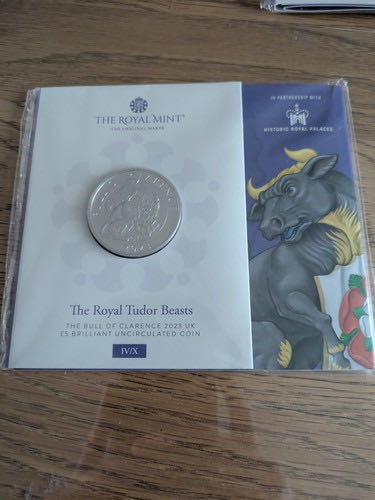 THE ROYAL MINT®
THE ORIGINAL MAKER
IN PARTNERSHIP WITH
HISTORIC ROYAL PALACES
The Royal Tudor Beasts
THE BULL OF CLARENCE 2023 UK
£5 BRILLIANT UNCIRCULATED COIN
IV/X